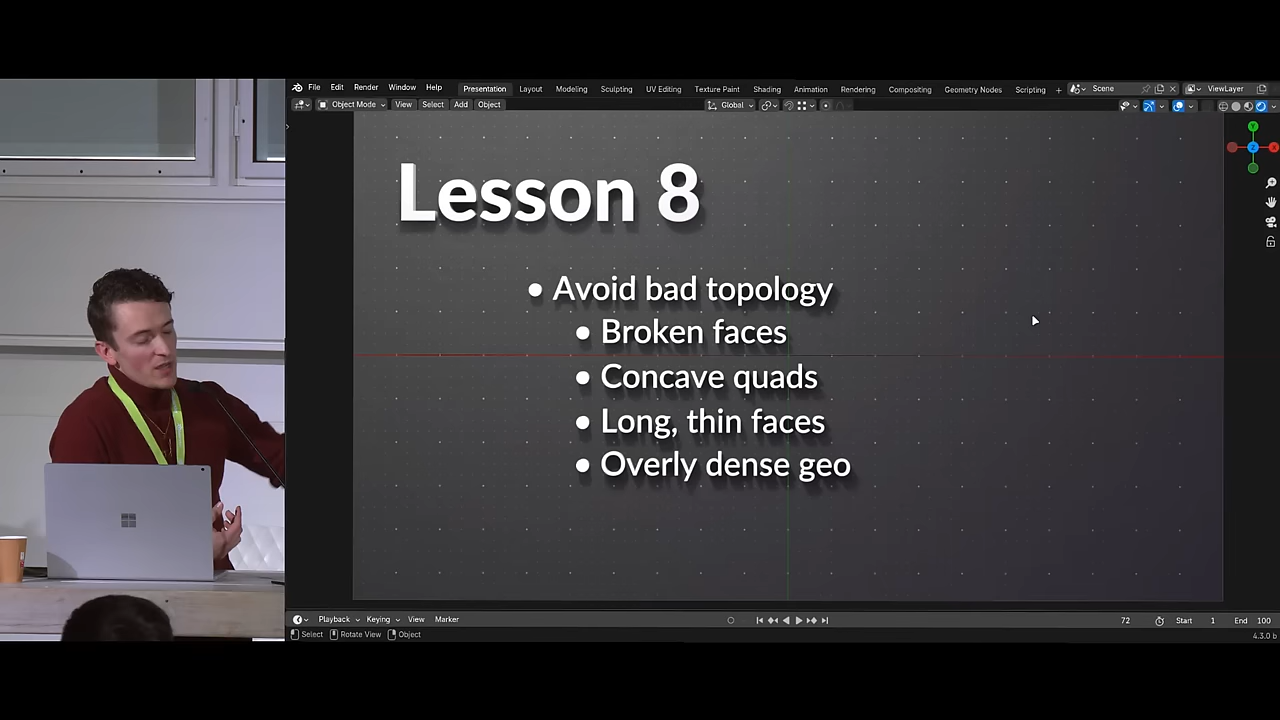 File Edit Render Window Help Presentation Layout Modeling Sculpting UV Editing Texture Paint Shading Animation Rendering Compositing Geometry Nodes Scripting + Scene ViewLayer
Object Mode View Select Add Object Global
Lesson 8
• Avoid bad topology
• Broken faces
• Concave quads
• Long, thin faces
• Overly dense geo
Playback Keying View Marker 72 Start 1 End 100
Select Rotate View Object 4.3.0 b